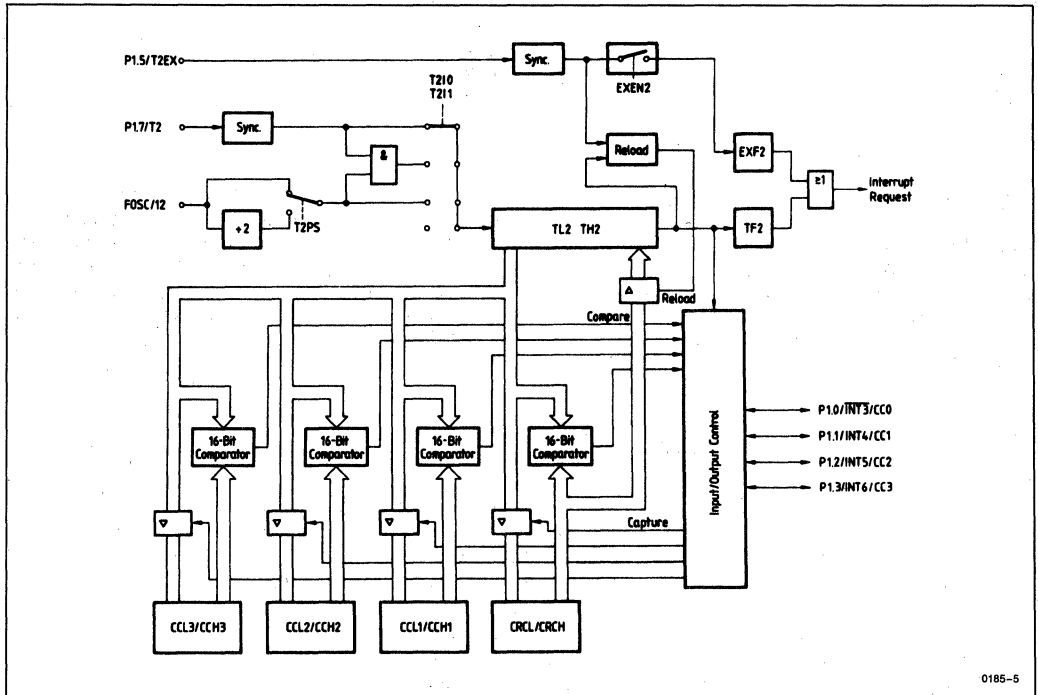 P1.5/T2EX
Sync.
EXEN2
T2I0
T2I1
P1.7/T2
Sync.
&
Reload
EXF2
≥1
Interrupt
Request
F0SC/12
÷2
T2PS
TL2 TH2
TF2
Reload
Compare
16-Bit
Comparator
16-Bit
Comparator
16-Bit
Comparator
16-Bit
Comparator
Input/Output Control
P1.0/INT3/CC0
P1.1/INT4/CC1
P1.2/INT5/CC2
P1.3/INT6/CC3
Capture
CCL3/CCH3
CCL2/CCH2
CCL1/CCH1
CRCL/CRCH
0185-5